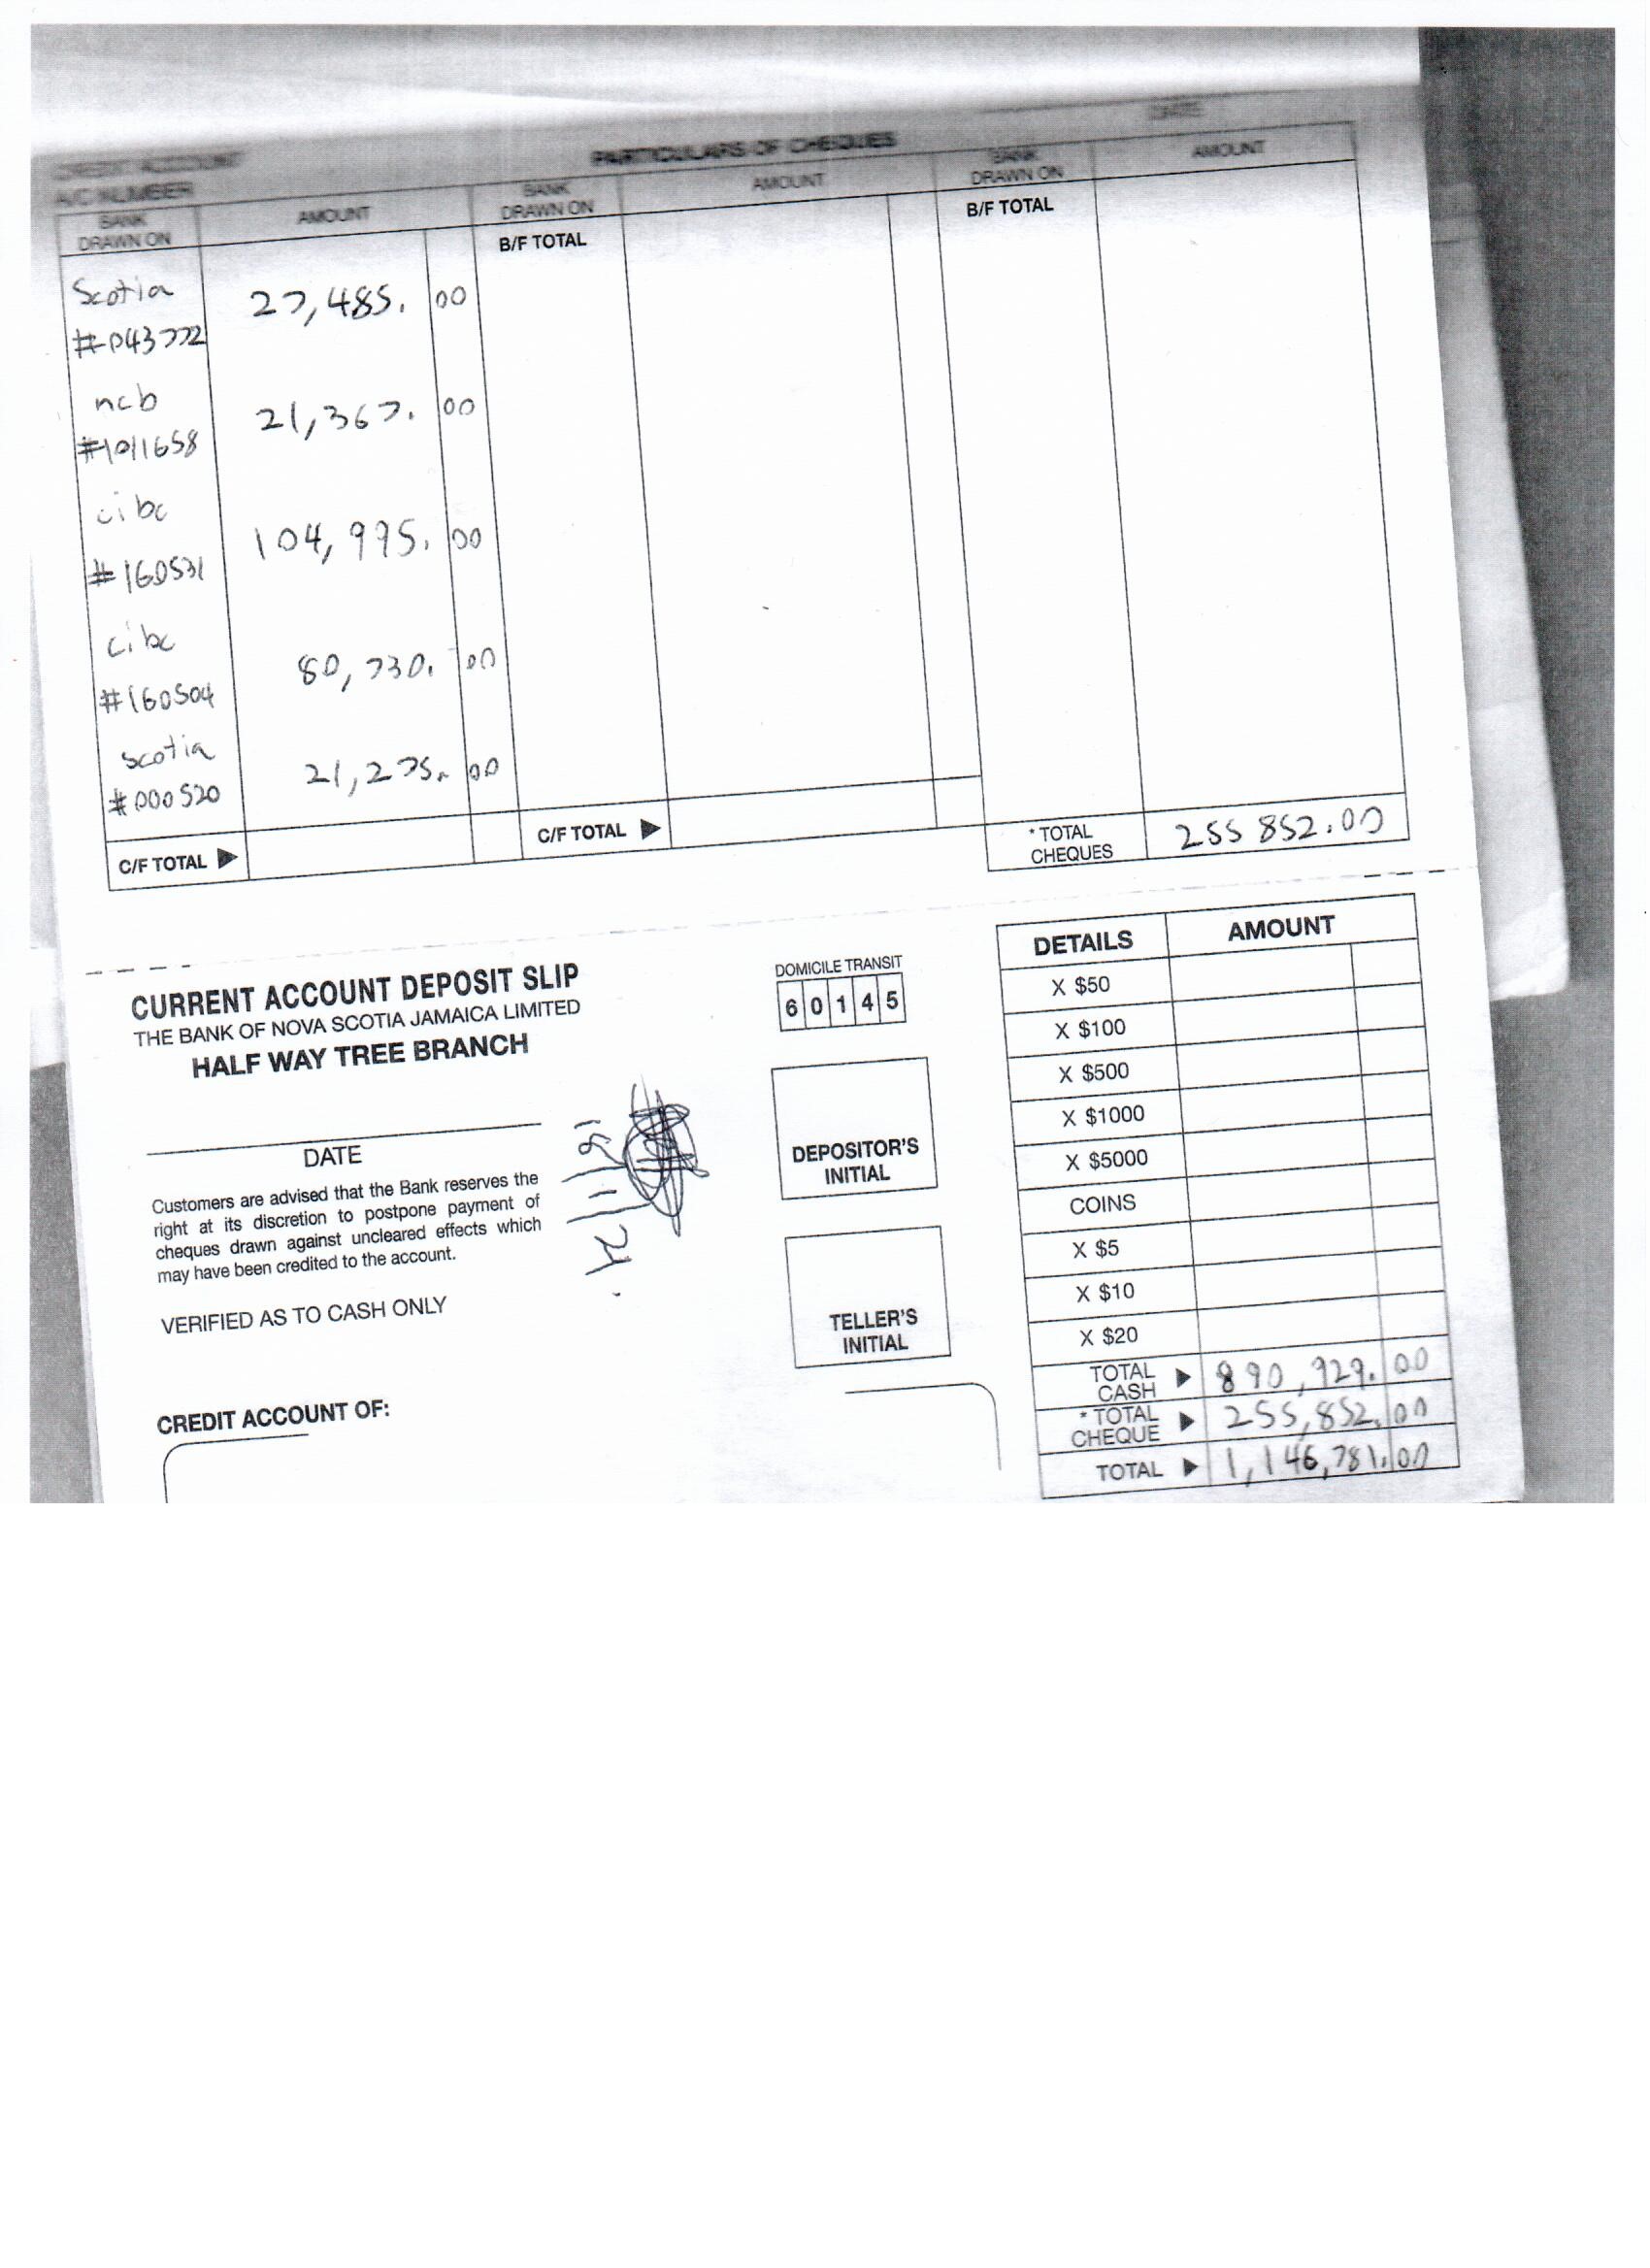 DATE
CREDIT ACCOUNT
A/C NUMBER
PARTICULARS OF CHEQUES
BANK DRAWN ON AMOUNT BANK DRAWN ON AMOUNT BANK DRAWN ON AMOUNT
B/F TOTAL B/F TOTAL
Scotia 27,485. 00
#043772
ncb 21,367. 00
#1011658
cibc 104,995. 00
#160531
cibc 80,730. 00
#160504
scotia 21,275. 00
#000520
C/F TOTAL ▶ C/F TOTAL ▶ * TOTAL CHEQUES 255 852.00
CURRENT ACCOUNT DEPOSIT SLIP
THE BANK OF NOVA SCOTIA JAMAICA LIMITED
HALF WAY TREE BRANCH
DATE
Customers are advised that the Bank reserves the
right at its discretion to postpone payment of
cheques drawn against uncleared effects which
may have been credited to the account.
VERIFIED AS TO CASH ONLY
CREDIT ACCOUNT OF:
DOMICILE TRANSIT
60145
DEPOSITOR'S
INITIAL
TELLER'S
INITIAL
DETAILS AMOUNT
X $50
X $100
X $500
X $1000
X $5000
COINS
X $5
X $10
X $20
TOTAL CASH ▶ 890,929. 00
* TOTAL CHEQUE ▶ 255,852. 00
TOTAL ▶ 1,146,781. 00